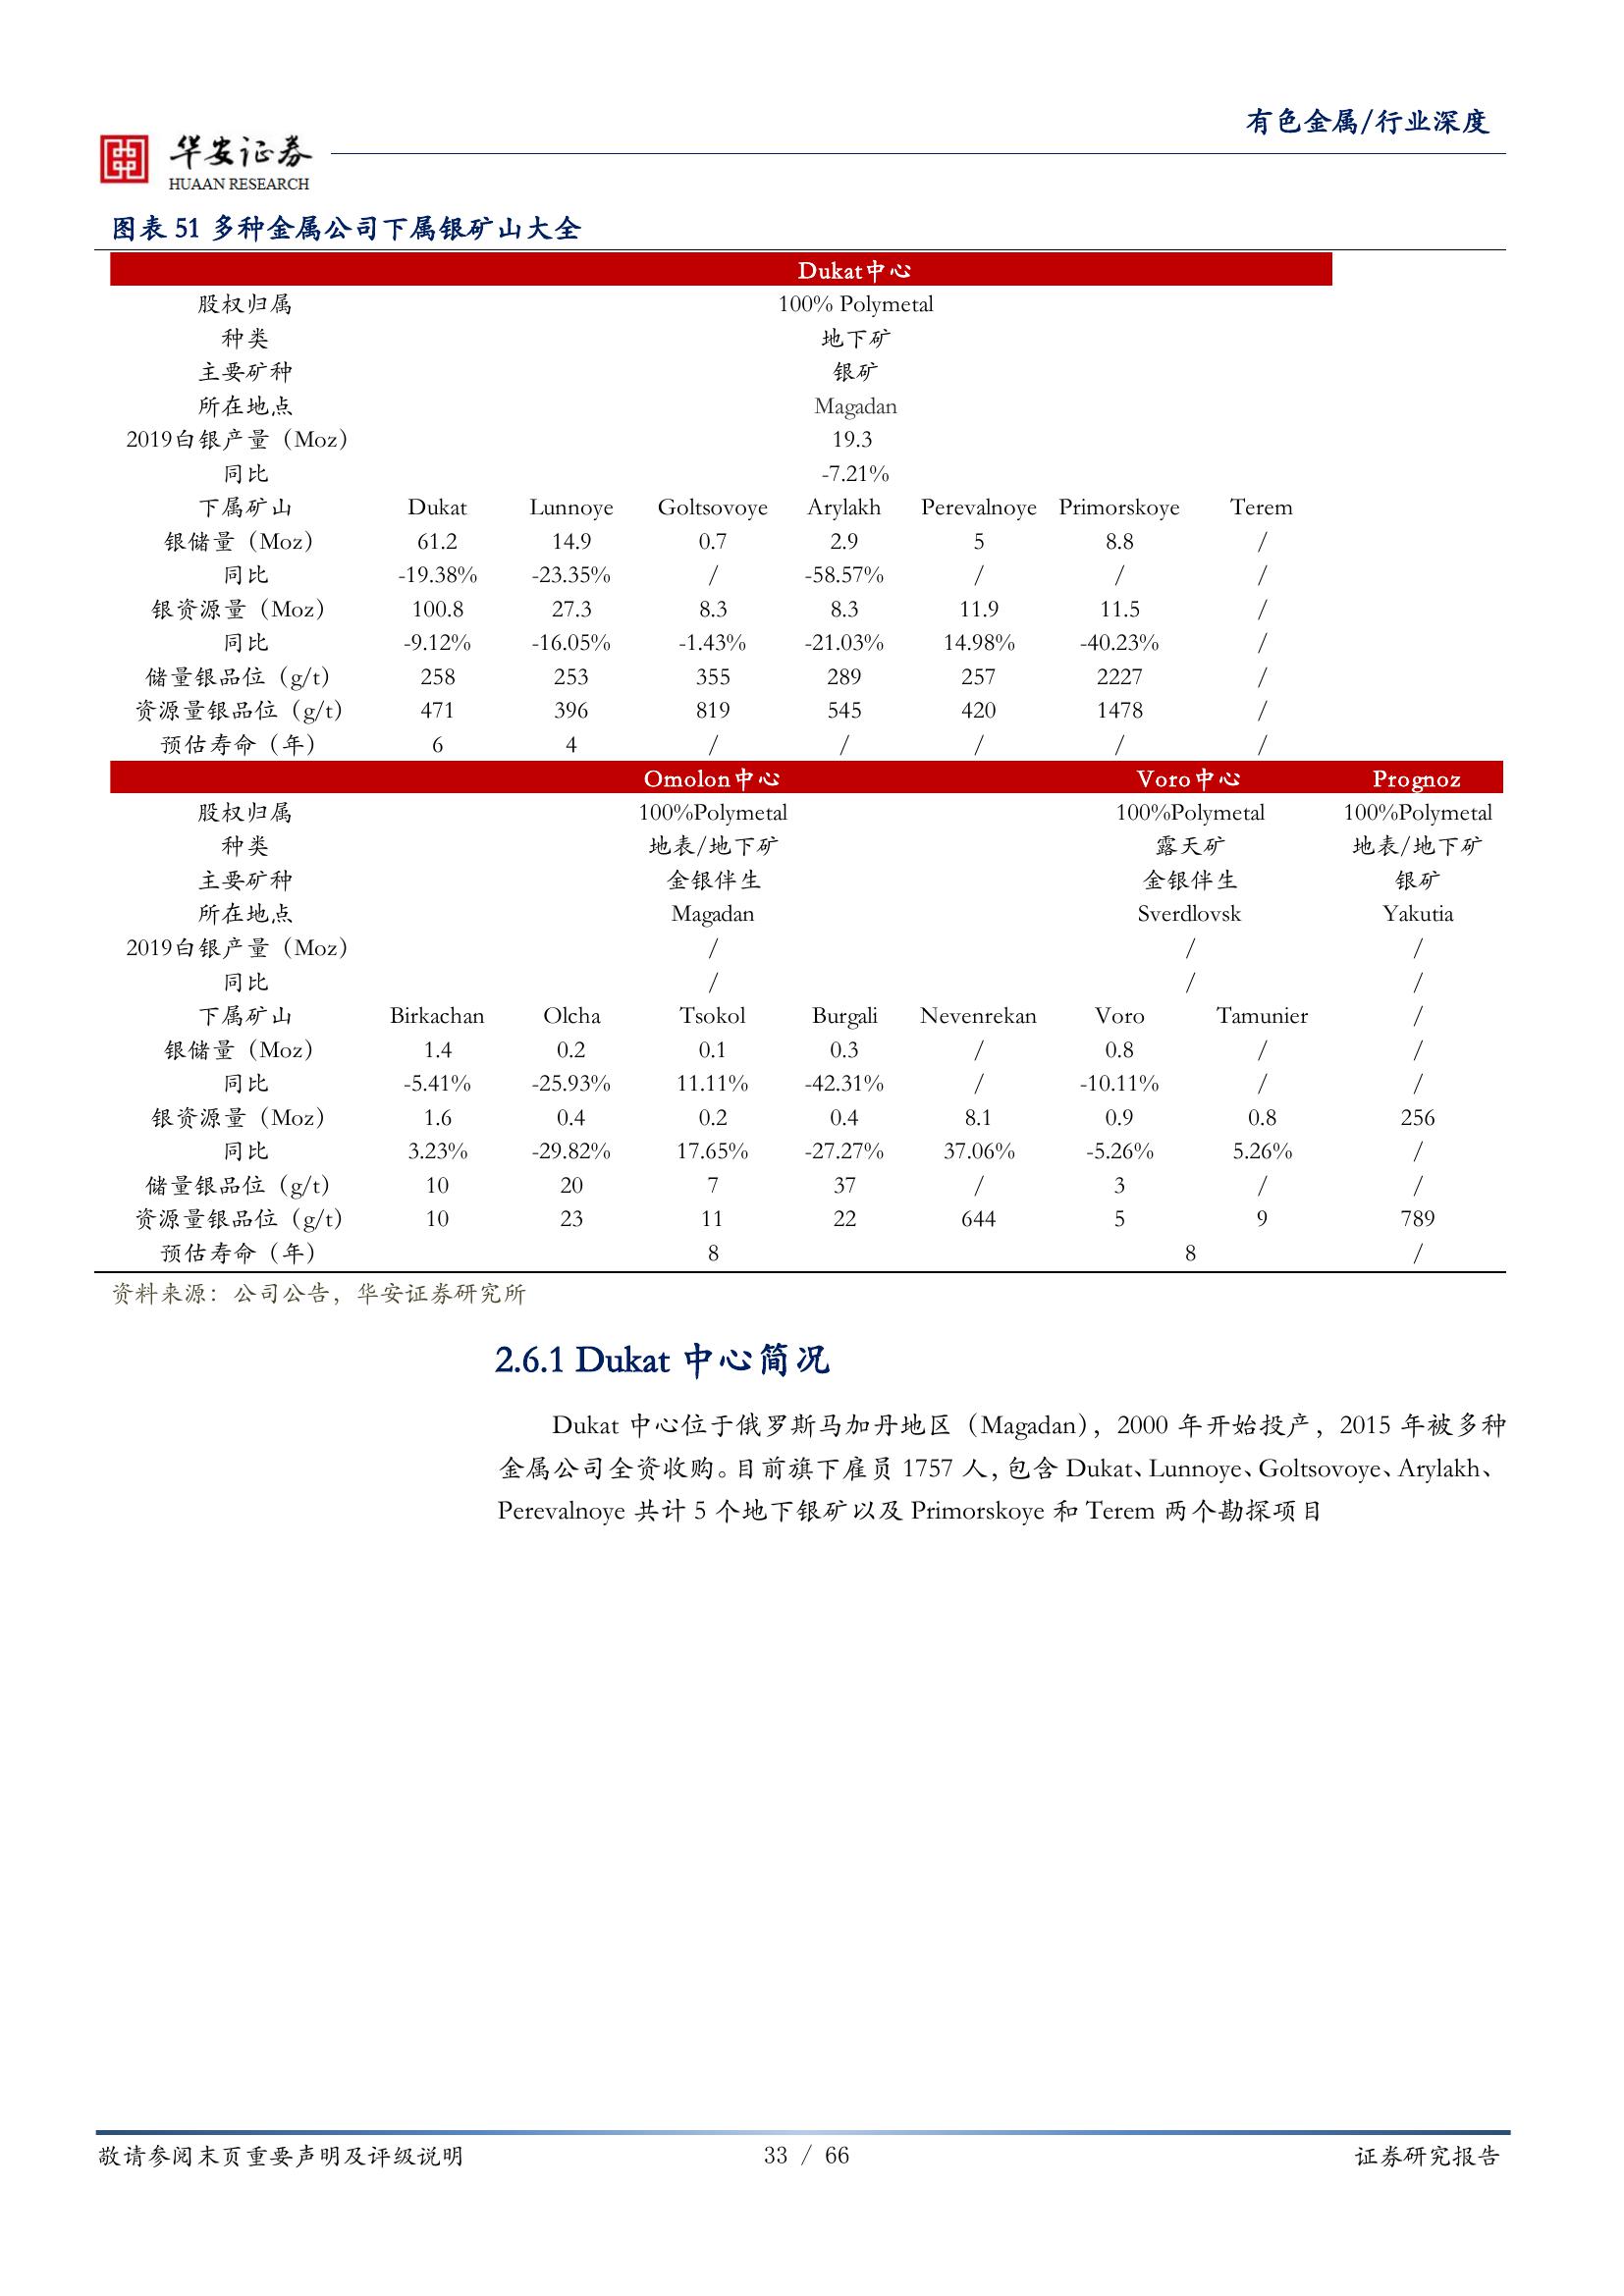 有色金属/行业深度
华安证券
HUAAN RESEARCH
图表 51 多种金属公司下属银矿山大全
Dukat中心
股权归属 100% Polymetal
种类 地下矿
主要矿种 银矿
所在地点 Magadan
2019白银产量（Moz） 19.3
同比 -7.21%
下属矿山 Dukat Lunnoye Goltsovoye Arylakh Perevalnoye Primorskoye Terem
银储量（Moz） 61.2 14.9 0.7 2.9 5 8.8 /
同比 -19.38% -23.35% / -58.57% / / /
银资源量（Moz） 100.8 27.3 8.3 8.3 11.9 11.5 /
同比 -9.12% -16.05% -1.43% -21.03% 14.98% -40.23% /
储量银品位（g/t） 258 253 355 289 257 2227 /
资源量银品位（g/t） 471 396 819 545 420 1478 /
预估寿命（年） 6 4 / / / / /
Omolon中心 Voro中心 Prognoz
股权归属 100%Polymetal 100%Polymetal 100%Polymetal
种类 地表/地下矿 露天矿 地表/地下矿
主要矿种 金银伴生 金银伴生 银矿
所在地点 Magadan Sverdlovsk Yakutia
2019白银产量（Moz） / / /
同比 / / /
下属矿山 Birkachan Olcha Tsokol Burgali Nevenrekan Voro Tamunier /
银储量（Moz） 1.4 0.2 0.1 0.3 / 0.8 / /
同比 -5.41% -25.93% 11.11% -42.31% / -10.11% / /
银资源量（Moz） 1.6 0.4 0.2 0.4 8.1 0.9 0.8 256
同比 3.23% -29.82% 17.65% -27.27% 37.06% -5.26% 5.26% /
储量银品位（g/t） 10 20 7 37 / 3 / /
资源量银品位（g/t） 10 23 11 22 644 5 9 789
预估寿命（年） 8 8 /
资料来源：公司公告，华安证券研究所
2.6.1 Dukat 中心简况
Dukat 中心位于俄罗斯马加丹地区（Magadan），2000 年开始投产，2015 年被多种
金属公司全资收购。目前旗下雇员 1757 人，包含 Dukat、Lunnoye、Goltsovoye、Arylakh、
Perevalnoye 共计 5 个地下银矿以及 Primorskoye 和 Terem 两个勘探项目
敬请参阅末页重要声明及评级说明 33 / 66 证券研究报告